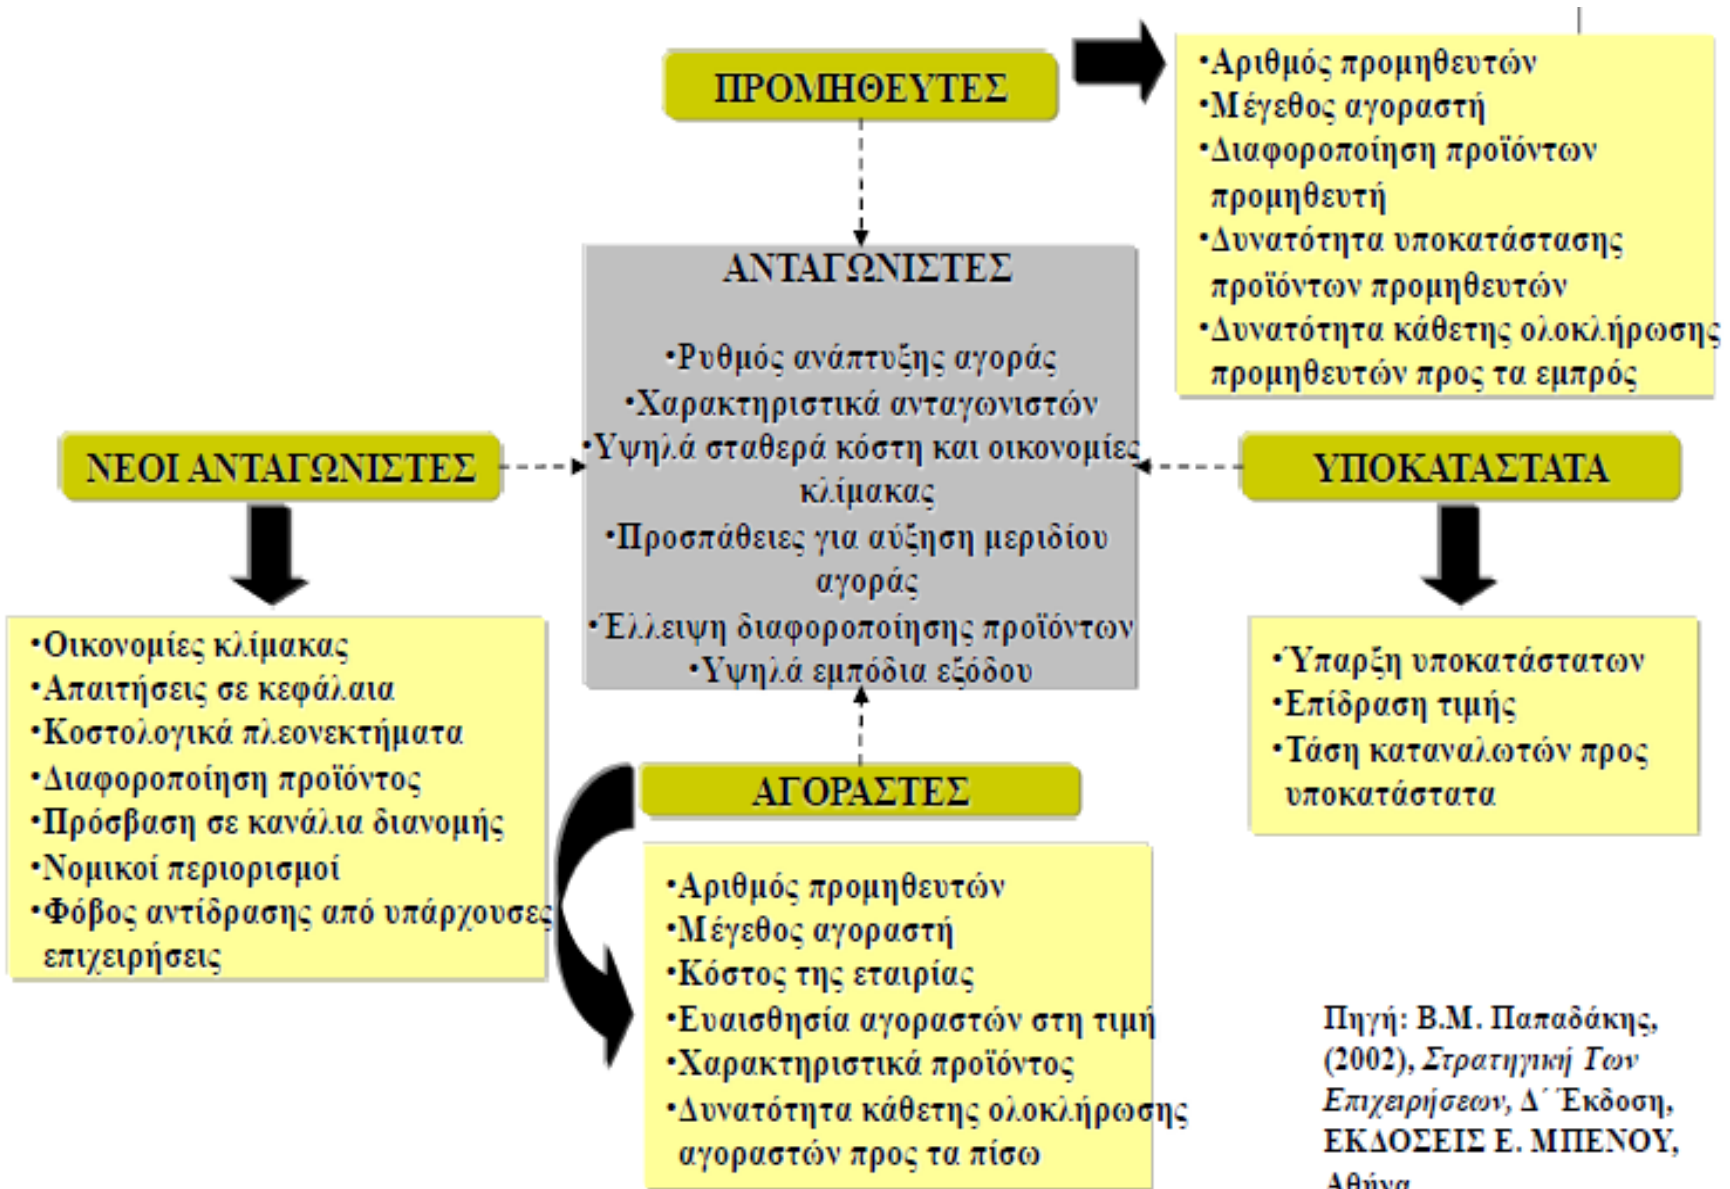 ΠΡΟΜΗΘΕΥΤΕΣ
•Αριθμός προμηθευτών
•Μέγεθος αγοραστή
•Διαφοροποίηση προϊόντων
προμηθευτή
•Δυνατότητα υποκατάστασης
προϊόντων προμηθευτών
•Δυνατότητα κάθετης ολοκλήρωσης
προμηθευτών προς τα εμπρός
ΑΝΤΑΓΩΝΙΣΤΕΣ
•Ρυθμός ανάπτυξης αγοράς
•Χαρακτηριστικά ανταγωνιστών
•Υψηλά σταθερά κόστη και οικονομίες
κλίμακας
•Προσπάθειες για αύξηση μεριδίου
αγοράς
•Έλλειψη διαφοροποίησης προϊόντων
•Υψηλά εμπόδια εξόδου
ΝΕΟΙ ΑΝΤΑΓΩΝΙΣΤΕΣ
•Οικονομίες κλίμακας
•Απαιτήσεις σε κεφάλαια
•Κοστολογικά πλεονεκτήματα
•Διαφοροποίηση προϊόντος
•Πρόσβαση σε κανάλια διανομής
•Νομικοί περιορισμοί
•Φόβος αντίδρασης από υπάρχουσες
επιχειρήσεις
ΥΠΟΚΑΤΑΣΤΑΤΑ
•Ύπαρξη υποκατάστατων
•Επίδραση τιμής
•Τάση καταναλωτών προς
υποκατάστατα
ΑΓΟΡΑΣΤΕΣ
•Αριθμός προμηθευτών
•Μέγεθος αγοραστή
•Κόστος της εταιρίας
•Ευαισθησία αγοραστών στη τιμή
•Χαρακτηριστικά προϊόντος
•Δυνατότητα κάθετης ολοκλήρωσης
αγοραστών προς τα πίσω
Πηγή: Β.Μ. Παπαδάκης,
(2002), Στρατηγική Των
Επιχειρήσεων, Δ΄ Έκδοση,
ΕΚΔΟΣΕΙΣ Ε. ΜΠΕΝΟΥ,
Αθήνα